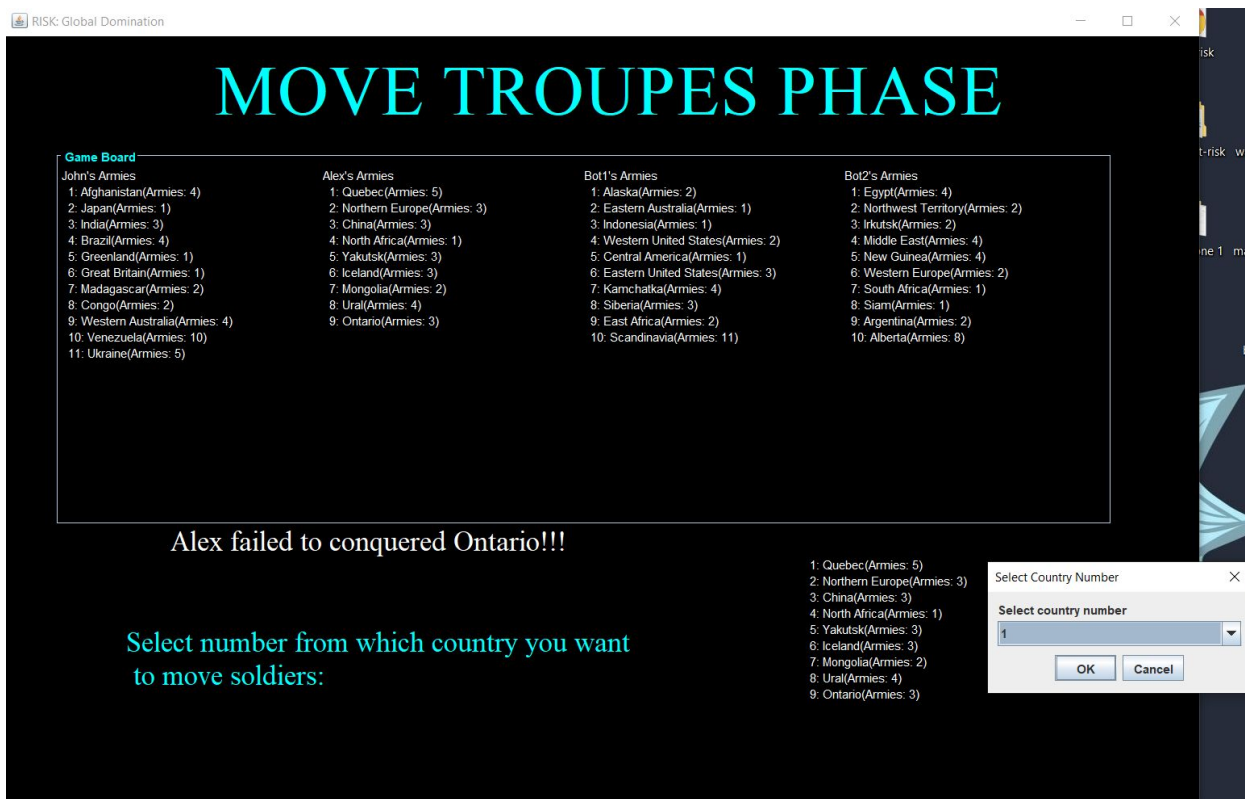 RISK: Global Domination
MOVE TROUPES PHASE
Game Board
John's Armies
1: Afghanistan(Armies: 4)
2: Japan(Armies: 1)
3: India(Armies: 3)
4: Brazil(Armies: 4)
5: Greenland(Armies: 1)
6: Great Britain(Armies: 1)
7: Madagascar(Armies: 2)
8: Congo(Armies: 2)
9: Western Australia(Armies: 4)
10: Venezuela(Armies: 10)
11: Ukraine(Armies: 5)
Alex's Armies
1: Quebec(Armies: 5)
2: Northern Europe(Armies: 3)
3: China(Armies: 3)
4: North Africa(Armies: 1)
5: Yakutsk(Armies: 3)
6: Iceland(Armies: 3)
7: Mongolia(Armies: 2)
8: Ural(Armies: 4)
9: Ontario(Armies: 3)
Bot1's Armies
1: Alaska(Armies: 2)
2: Eastern Australia(Armies: 1)
3: Indonesia(Armies: 1)
4: Western United States(Armies: 2)
5: Central America(Armies: 1)
6: Eastern United States(Armies: 3)
7: Kamchatka(Armies: 4)
8: Siberia(Armies: 3)
9: East Africa(Armies: 2)
10: Scandinavia(Armies: 11)
Bot2's Armies
1: Egypt(Armies: 4)
2: Northwest Territory(Armies: 2)
3: Irkutsk(Armies: 2)
4: Middle East(Armies: 4)
5: New Guinea(Armies: 4)
6: Western Europe(Armies: 2)
7: South Africa(Armies: 1)
8: Siam(Armies: 1)
9: Argentina(Armies: 2)
10: Alberta(Armies: 8)
Alex failed to conquered Ontario!!!
Select number from which country you want
to move soldiers:
1: Quebec(Armies: 5)
2: Northern Europe(Armies: 3)
3: China(Armies: 3)
4: North Africa(Armies: 1)
5: Yakutsk(Armies: 3)
6: Iceland(Armies: 3)
7: Mongolia(Armies: 2)
8: Ural(Armies: 4)
9: Ontario(Armies: 3)
Select Country Number
Select country number
1
OK Cancel